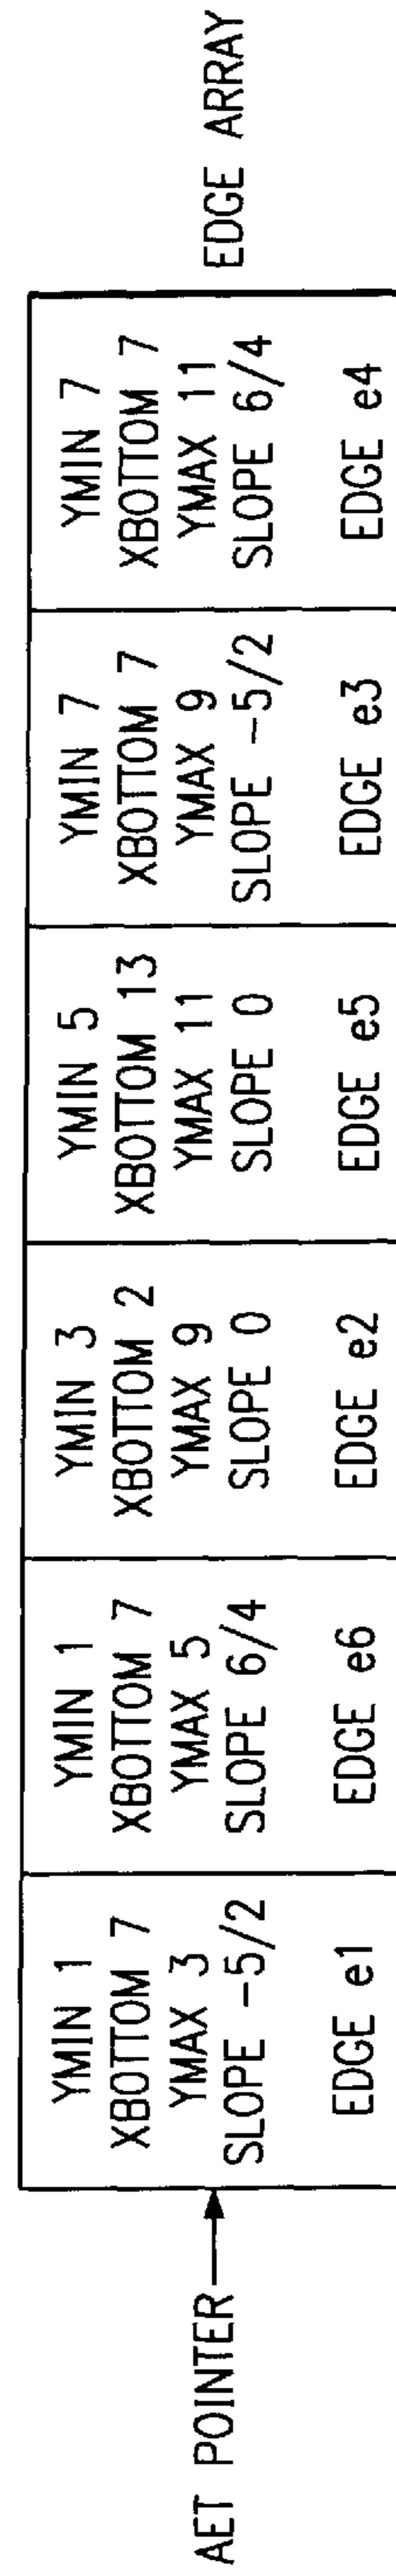 AET POINTER
YMIN 1
XBOTTOM 7
YMAX 3
SLOPE -5/2
EDGE e1
YMIN 1
XBOTTOM 7
YMAX 5
SLOPE 6/4
EDGE e6
YMIN 3
XBOTTOM 2
YMAX 9
SLOPE 0
EDGE e2
YMIN 5
XBOTTOM 13
YMAX 11
SLOPE 0
EDGE e5
YMIN 7
XBOTTOM 7
YMAX 9
SLOPE -5/2
EDGE e3
YMIN 7
XBOTTOM 7
YMAX 11
SLOPE 6/4
EDGE e4
EDGE ARRAY